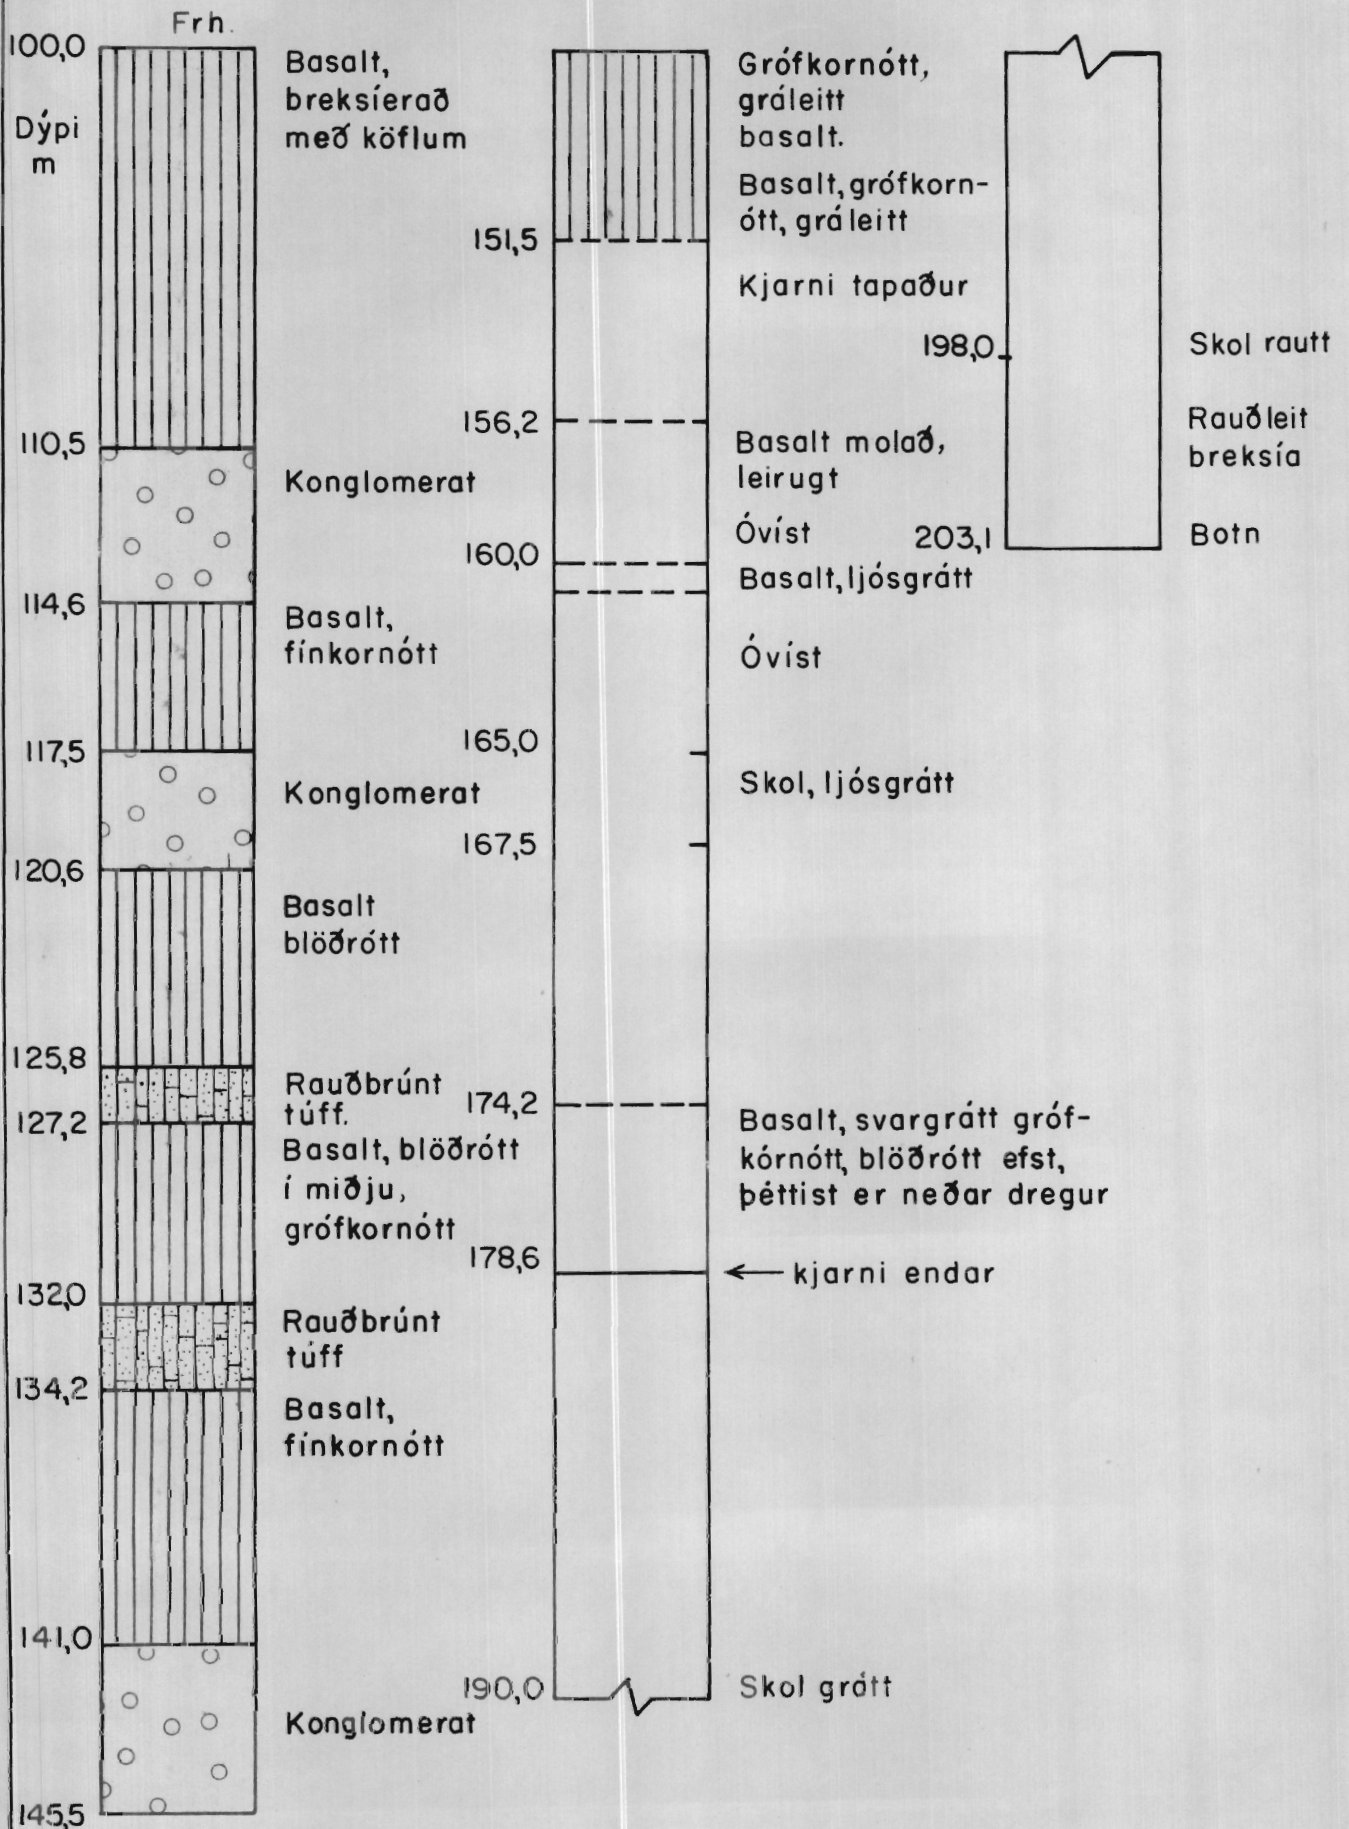 Frh.
100,0
Dýpi
m
Basalt,
breksíerað
með köflum
110,5
Konglomerat
114,6
Basalt,
fínkornótt
117,5
Konglomerat
120,6
Basalt
blöðrótt
125,8
Rauðbrúnt
túff.
127,2
Basalt, blöðrótt
í miðju,
grófkornótt
132,0
Rauðbrúnt
túff
134,2
Basalt,
fínkornótt
141,0
Konglomerat
145,5
Grófkornótt,
gráleitt
basalt.
Basalt, grófkorn-
ótt, gráleitt
151,5
Kjarni tapaður
156,2
Basalt molað,
leirugt
Óvíst
160,0
Basalt, ljósgrátt
Óvíst
165,0
Skol, ljósgrátt
167,5
174,2
Basalt, svargrátt gróf-
kórnótt, blöðrótt efst,
þéttist er neðar dregur
178,6
kjarni endar
190,0
Skol grátt
198,0
Skol rautt
Rauðleit
breksía
203,1
Botn